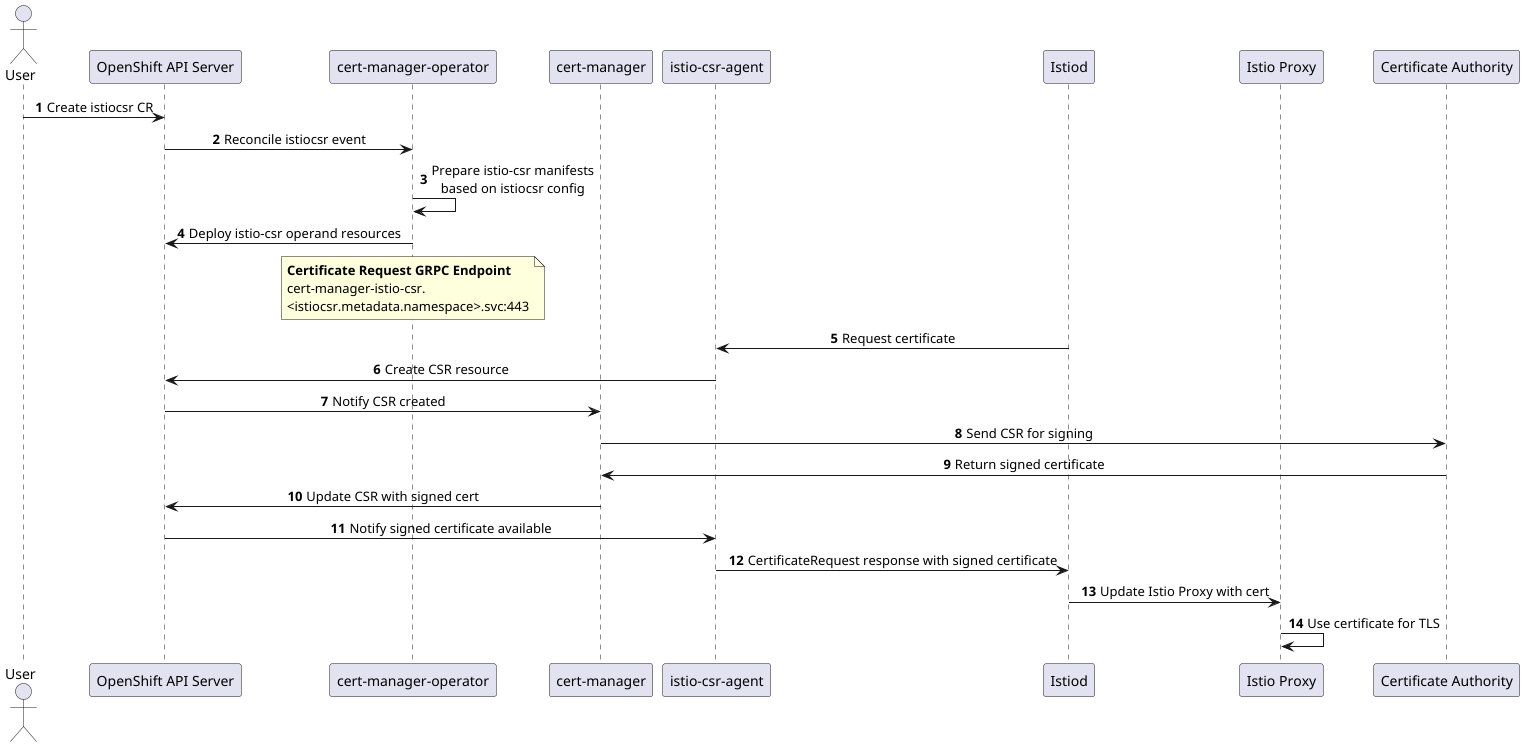 User
OpenShift API Server
cert-manager-operator
cert-manager
istio-csr-agent
Istiod
Istio Proxy
Certificate Authority
1 Create istiocsr CR
2 Reconcile istiocsr event
3 Prepare istio-csr manifests
based on istiocsr config
4 Deploy istio-csr operand resources
Certificate Request GRPC Endpoint
cert-manager-istio-csr.
<istiocsr.metadata.namespace>.svc:443
5 Request certificate
6 Create CSR resource
7 Notify CSR created
8 Send CSR for signing
9 Return signed certificate
10 Update CSR with signed cert
11 Notify signed certificate available
12 CertificateRequest response with signed certificate
13 Update Istio Proxy with cert
14 Use certificate for TLS
User
OpenShift API Server
cert-manager-operator
cert-manager
istio-csr-agent
Istiod
Istio Proxy
Certificate Authority